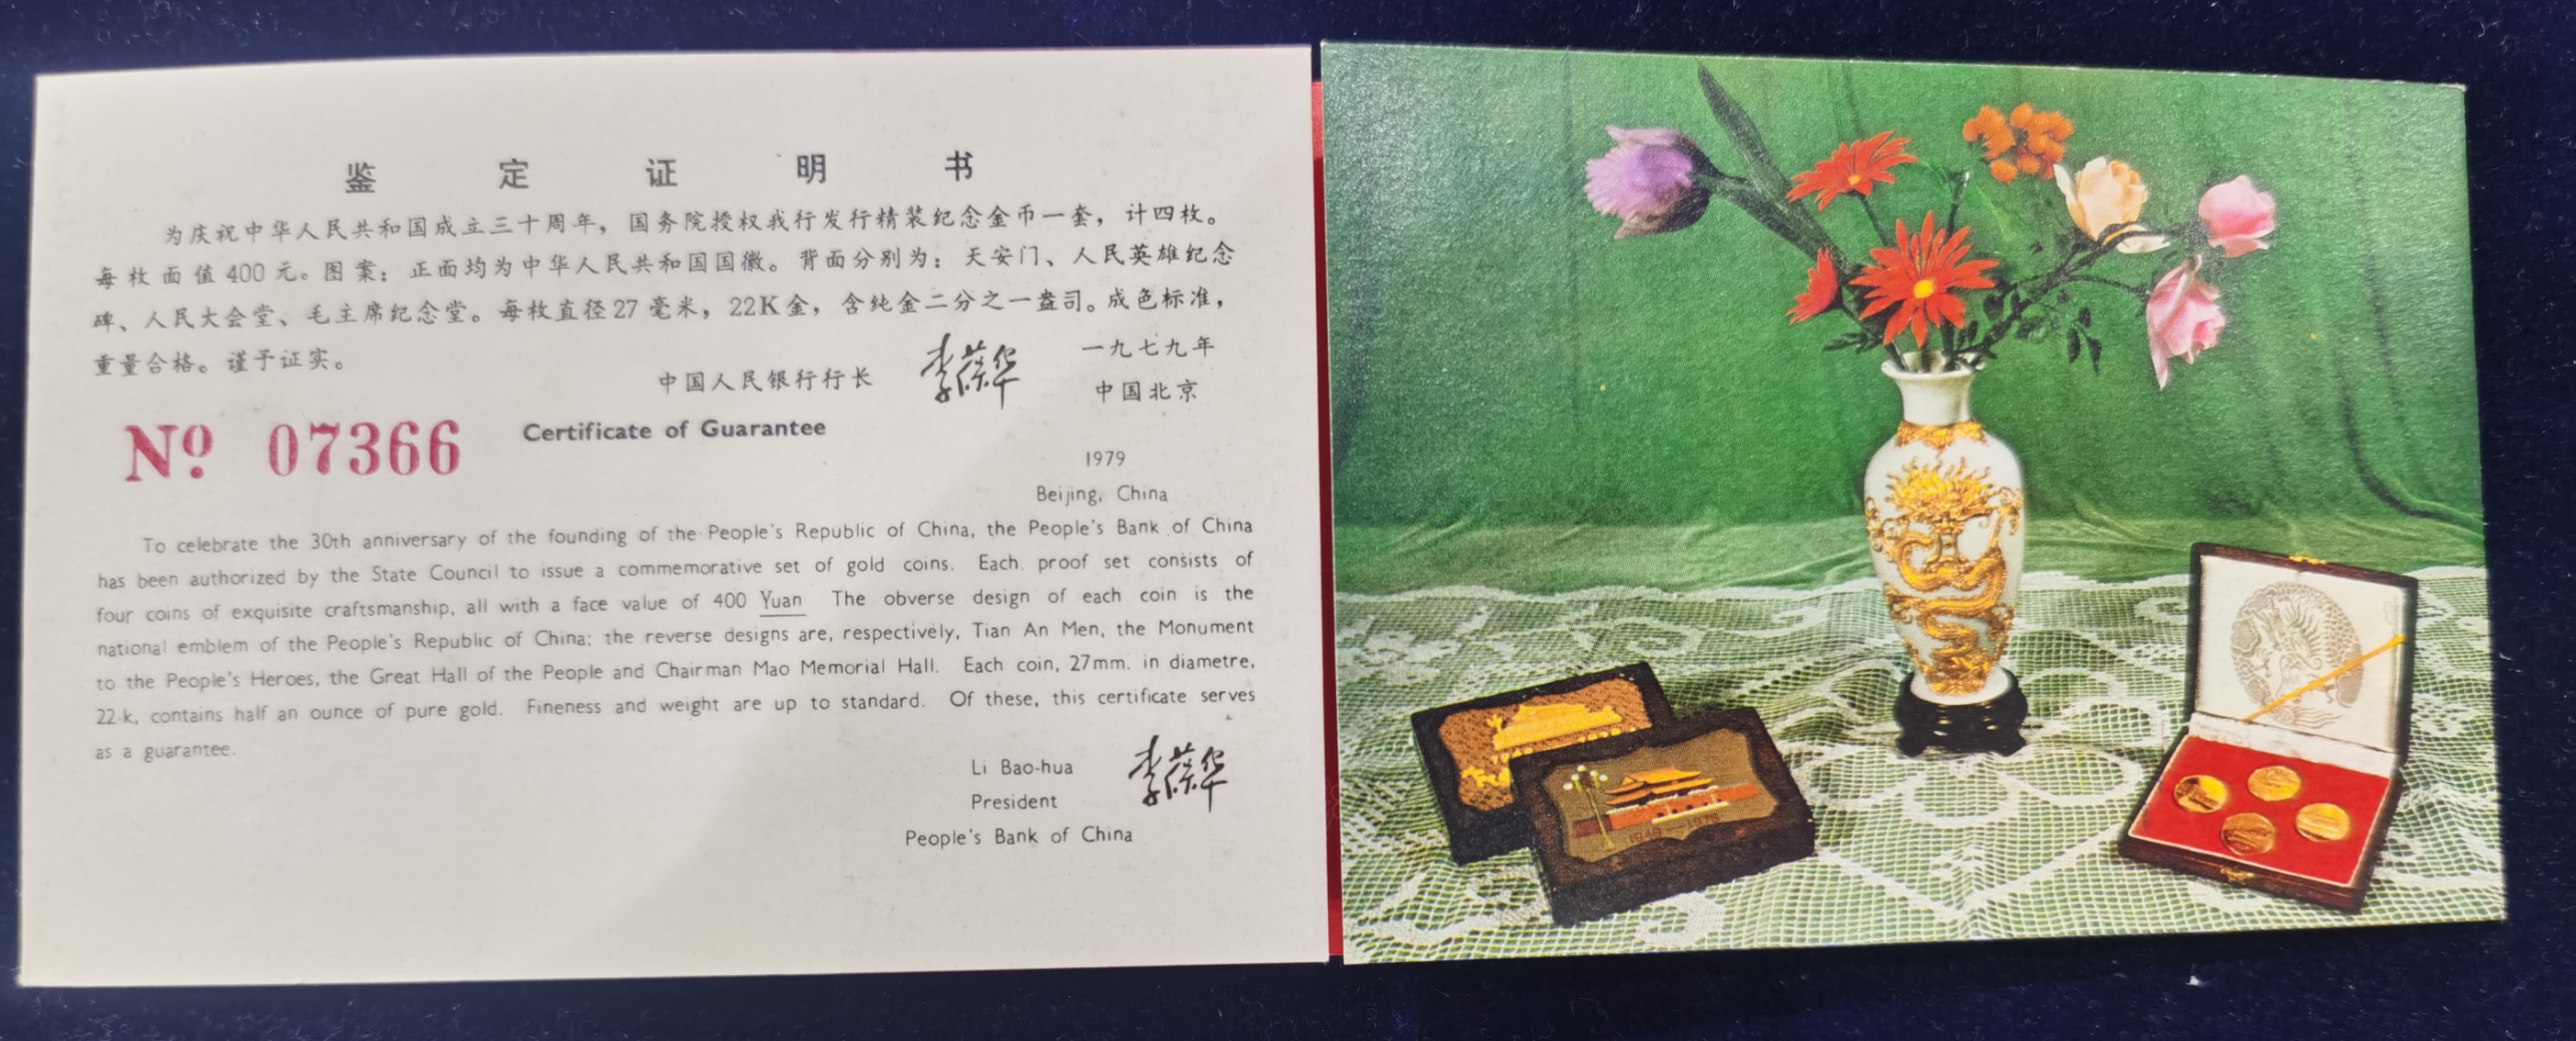 鉴定证明书
为庆祝中华人民共和国成立三十周年，国务院授权我行发行精装纪念金币一套，计四枚。
每枚面值400元。图案：正面均为中华人民共和国国徽。背面分别为：天安门、人民英雄纪念
碑、人民大会堂、毛主席纪念堂。每枚直径27毫米，22K金，含纯金二分之一盎司。成色标准，
重量合格。谨予证实。
中国人民银行行长 李葆华
一九七九年
中国北京
No 07366
Certificate of Guarantee
1979
Beijing, China
To celebrate the 30th anniversary of the founding of the People's Republic of China, the People's Bank of China
has been authorized by the State Council to issue a commemorative set of gold coins. Each proof set consists of
four coins of exquisite craftsmanship, all with a face value of 400 Yuan The obverse design of each coin is the
national emblem of the People's Republic of China; the reverse designs are, respectively, Tian An Men, the Monument
to the People's Heroes, the Great Hall of the People and Chairman Mao Memorial Hall. Each coin, 27mm. in diametre,
22-k, contains half an ounce of pure gold. Fineness and weight are up to standard. Of these, this certificate serves
as a guarantee.
Li Bao-hua 李葆华
President
People's Bank of China